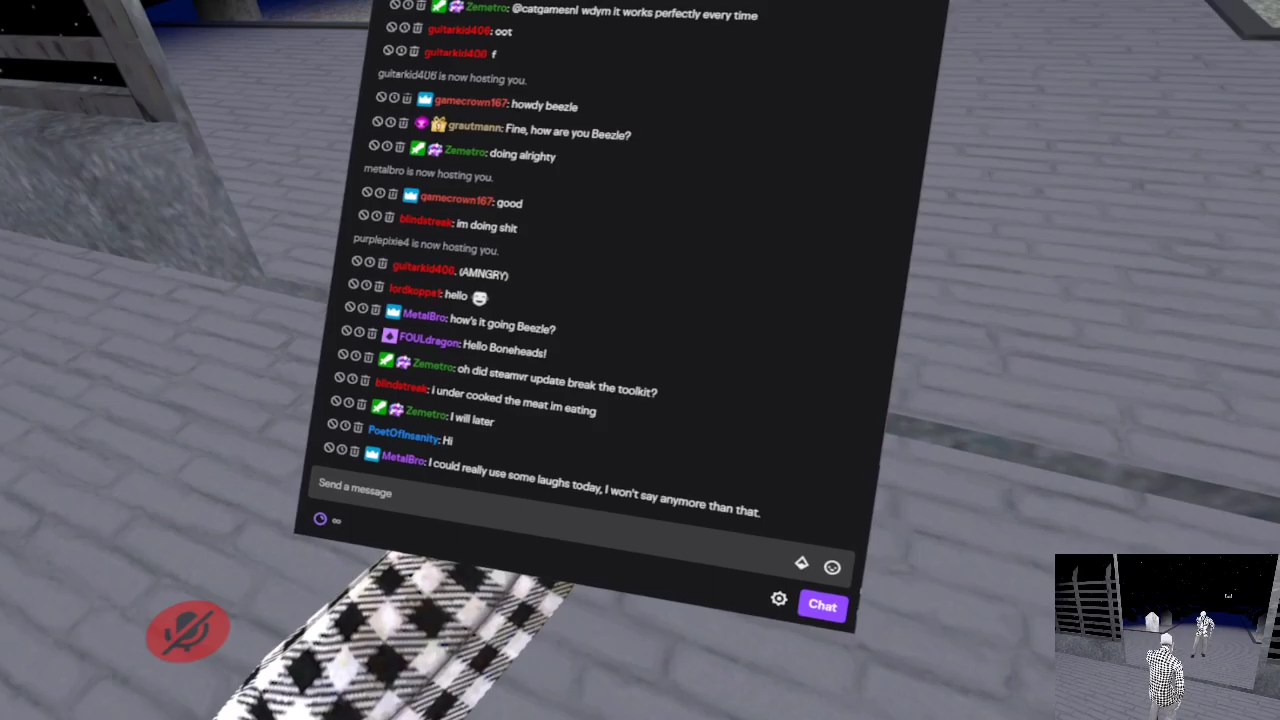 Zemetro: @catgamesnl wdym it works perfectly every time
guitarkid406: oot
guitarkid406 f
guitarkid406 is now hosting you.
gamecrown167: howdy beezle
grautmann: Fine, how are you Beezle?
Zemetro: doing alrighty
metalbro is now hosting you.
gamecrown167: good
blindstreak: im doing shit
purplepixie4 is now hosting you.
guitarkid406. (AMNGRY)
lordkoppa1: hello
MetalBro: how's it going Beezle?
FOULdragon: Hello Boneheads!
Zemetro: oh did steamvr update break the toolkit?
blindstreak: i under cooked the meat im eating
Zemetro: I will later
PoetOfInsanity: Hi
MetalBro: I could really use some laughs today, I won't say anymore than that.
Send a message
∞
Chat